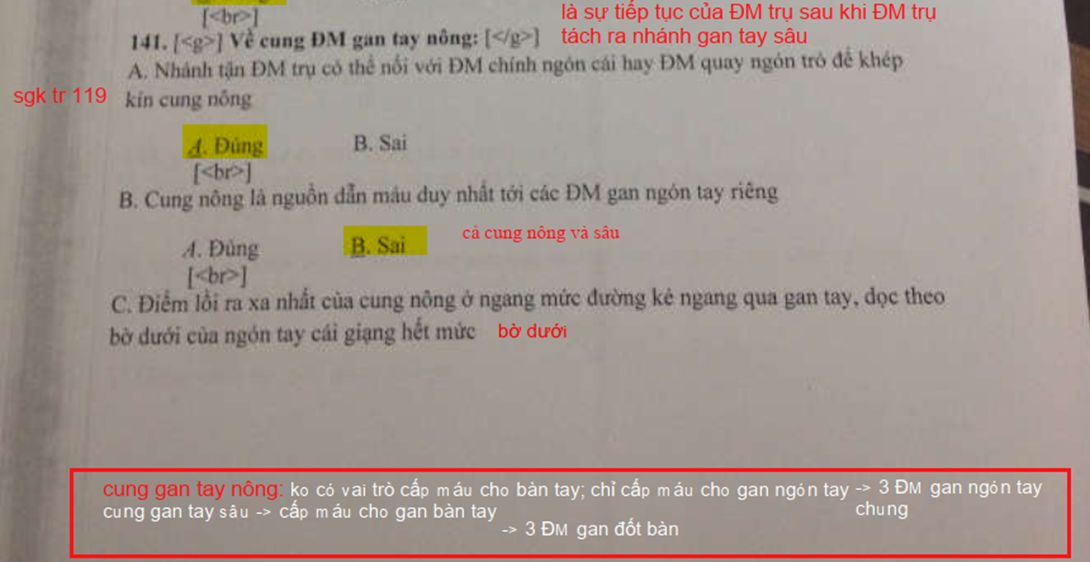 [<br>]
là sự tiếp tục của ĐM trụ sau khi ĐM trụ
141. [<g>] Về cung ĐM gan tay nông: [</g>] tách ra nhánh gan tay sâu
A. Nhánh tận ĐM trụ có thể nối với ĐM chính ngón cái hay ĐM quay ngón trỏ để khép
sgk tr 119 kín cung nông
A. Đúng B. Sai
[<br>]
B. Cung nông là nguồn dẫn máu duy nhất tới các ĐM gan ngón tay riêng
A. Đúng B. Sai cả cung nông và sâu
[<br>]
C. Điểm lồi ra xa nhất của cung nông ở ngang mức đường kẻ ngang qua gan tay, dọc theo
bờ dưới của ngón tay cái giạng hết mức bờ dưới
cung gan tay nông: ko có vai trò cấp máu cho bàn tay; chỉ cấp máu cho gan ngón tay -> 3 ĐM gan ngón tay
cung gan tay sâu -> cấp máu cho gan bàn tay chung
-> 3 ĐM gan đốt bàn